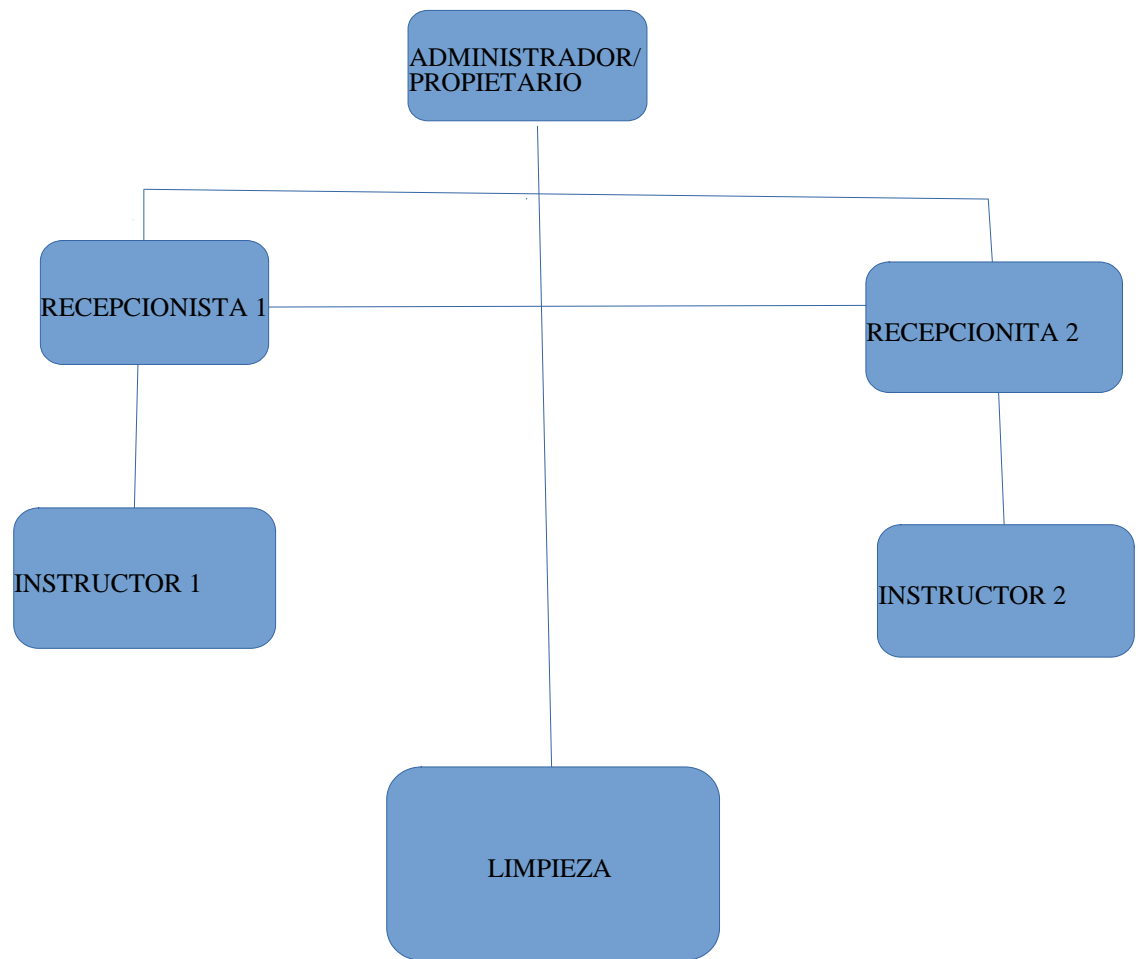 ADMINISTRADOR/
PROPIETARIO
RECEPCIONISTA 1
RECEPCIONITA 2
INSTRUCTOR 1
INSTRUCTOR 2
LIMPIEZA